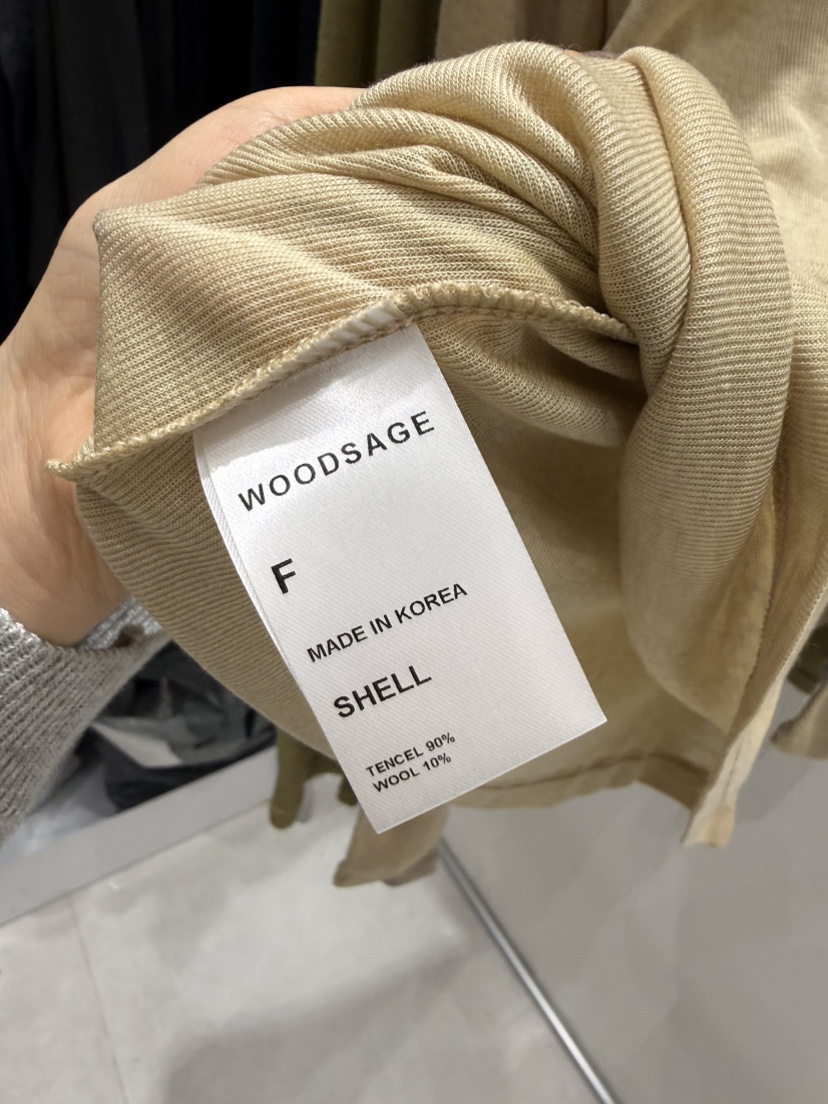 WOODSAGE
F
MADE IN KOREA
SHELL
TENCEL 90%
WOOL 10%